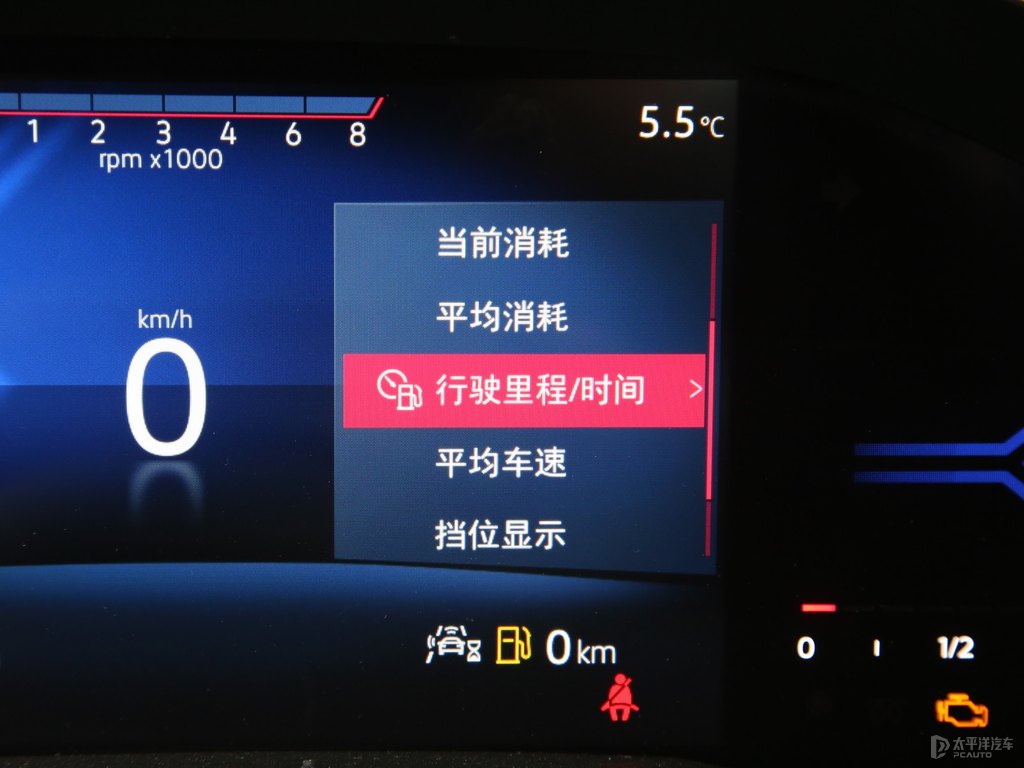 5.5°C
1 2 3 4 6 8
rpm x1000
当前消耗
平均消耗
km/h
0
行驶里程/时间 >
平均车速
挡位显示
0 km
0 1/2
太平洋汽车
PCAUTO